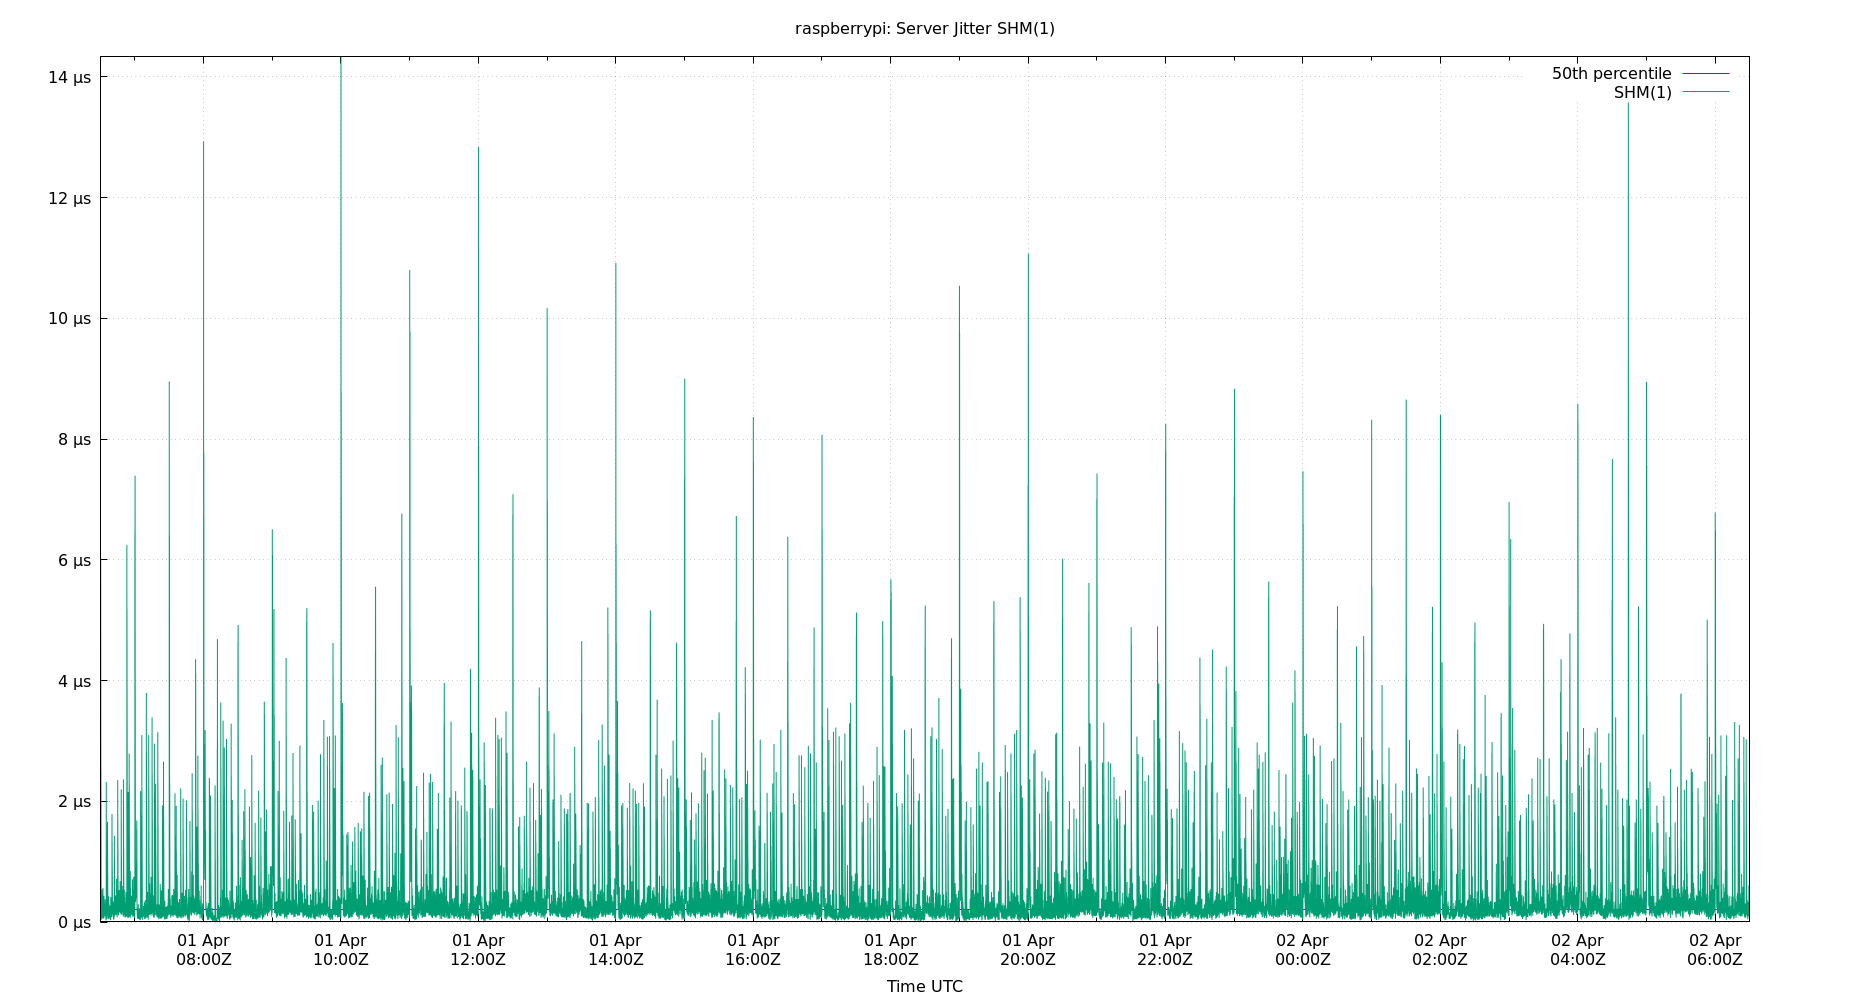 raspberrypi: Server Jitter SHM(1)
14 µs
12 µs
10 µs
8 µs
6 µs
4 µs
2 µs
0 µs
50th percentile
SHM(1)
01 Apr 01 Apr 01 Apr 01 Apr 01 Apr 01 Apr 01 Apr 01 Apr 02 Apr 02 Apr 02 Apr 02 Apr
08:00Z 10:00Z 12:00Z 14:00Z 16:00Z 18:00Z 20:00Z 22:00Z 00:00Z 02:00Z 04:00Z 06:00Z
Time UTC